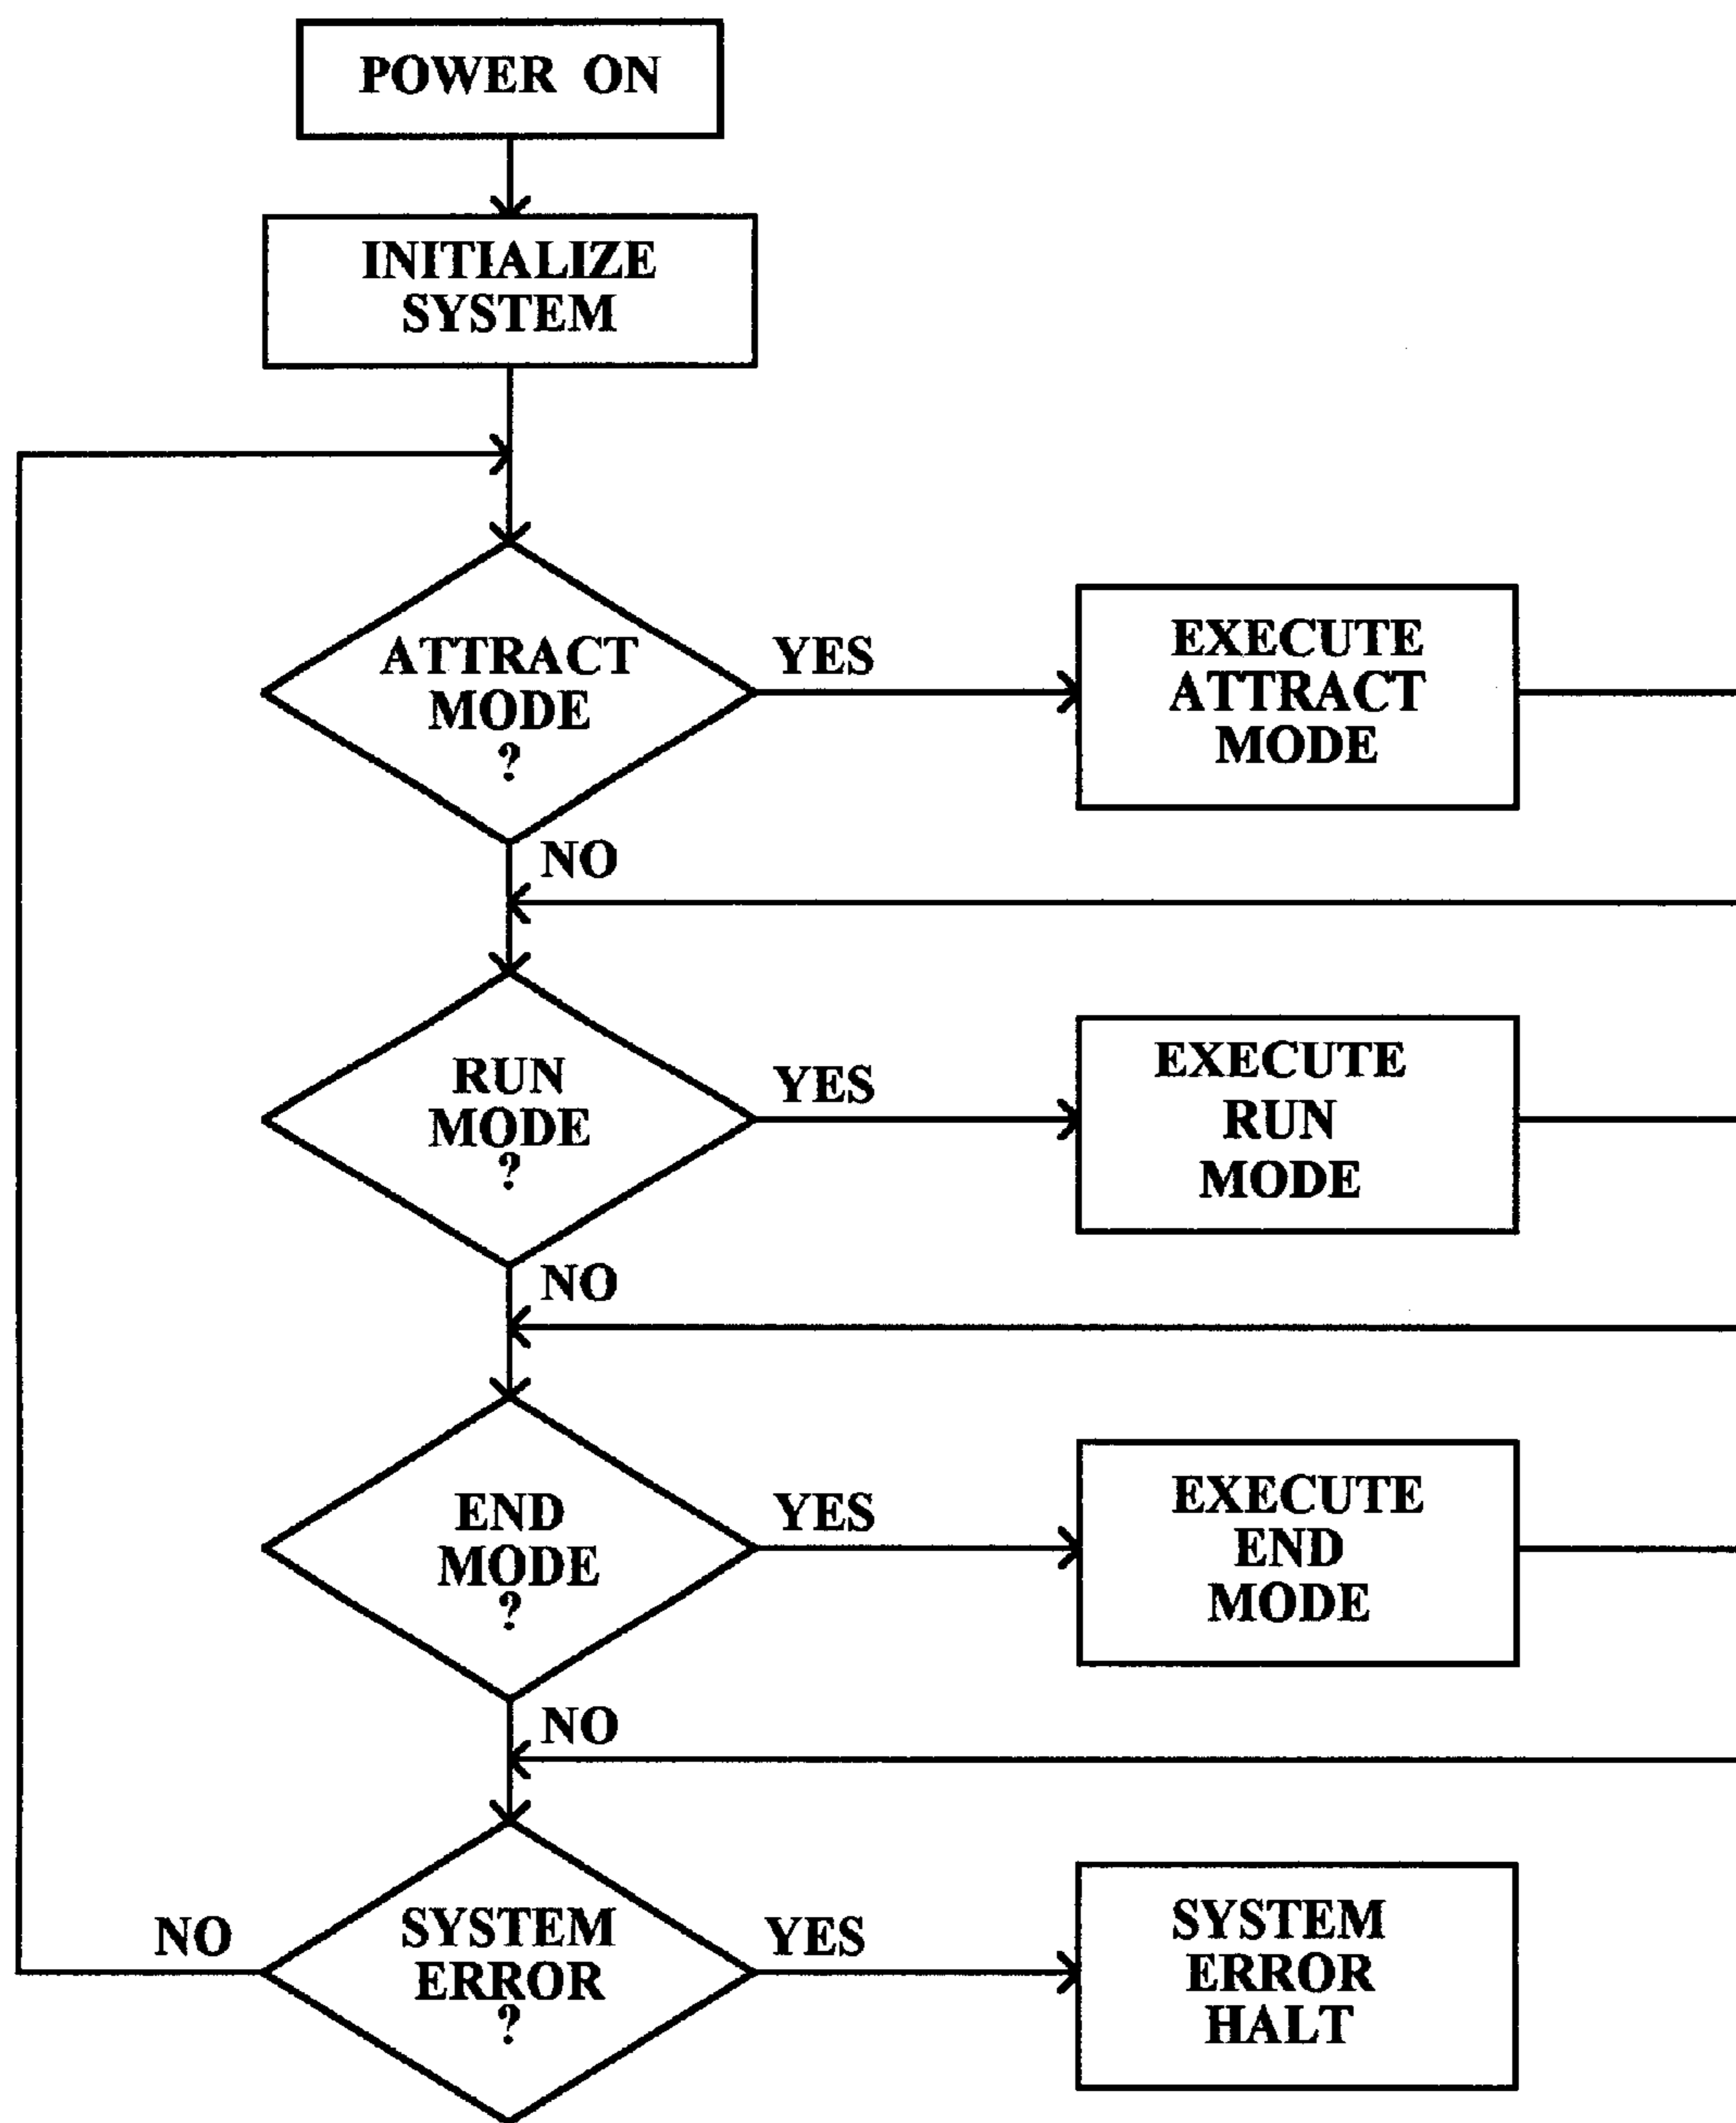 POWER ON
INITIALIZE
SYSTEM
ATTRACT
MODE
?
YES
EXECUTE
ATTRACT
MODE
NO
RUN
MODE
?
YES
EXECUTE
RUN
MODE
NO
END
MODE
?
YES
EXECUTE
END
MODE
NO
NO
SYSTEM
ERROR
?
YES
SYSTEM
ERROR
HALT